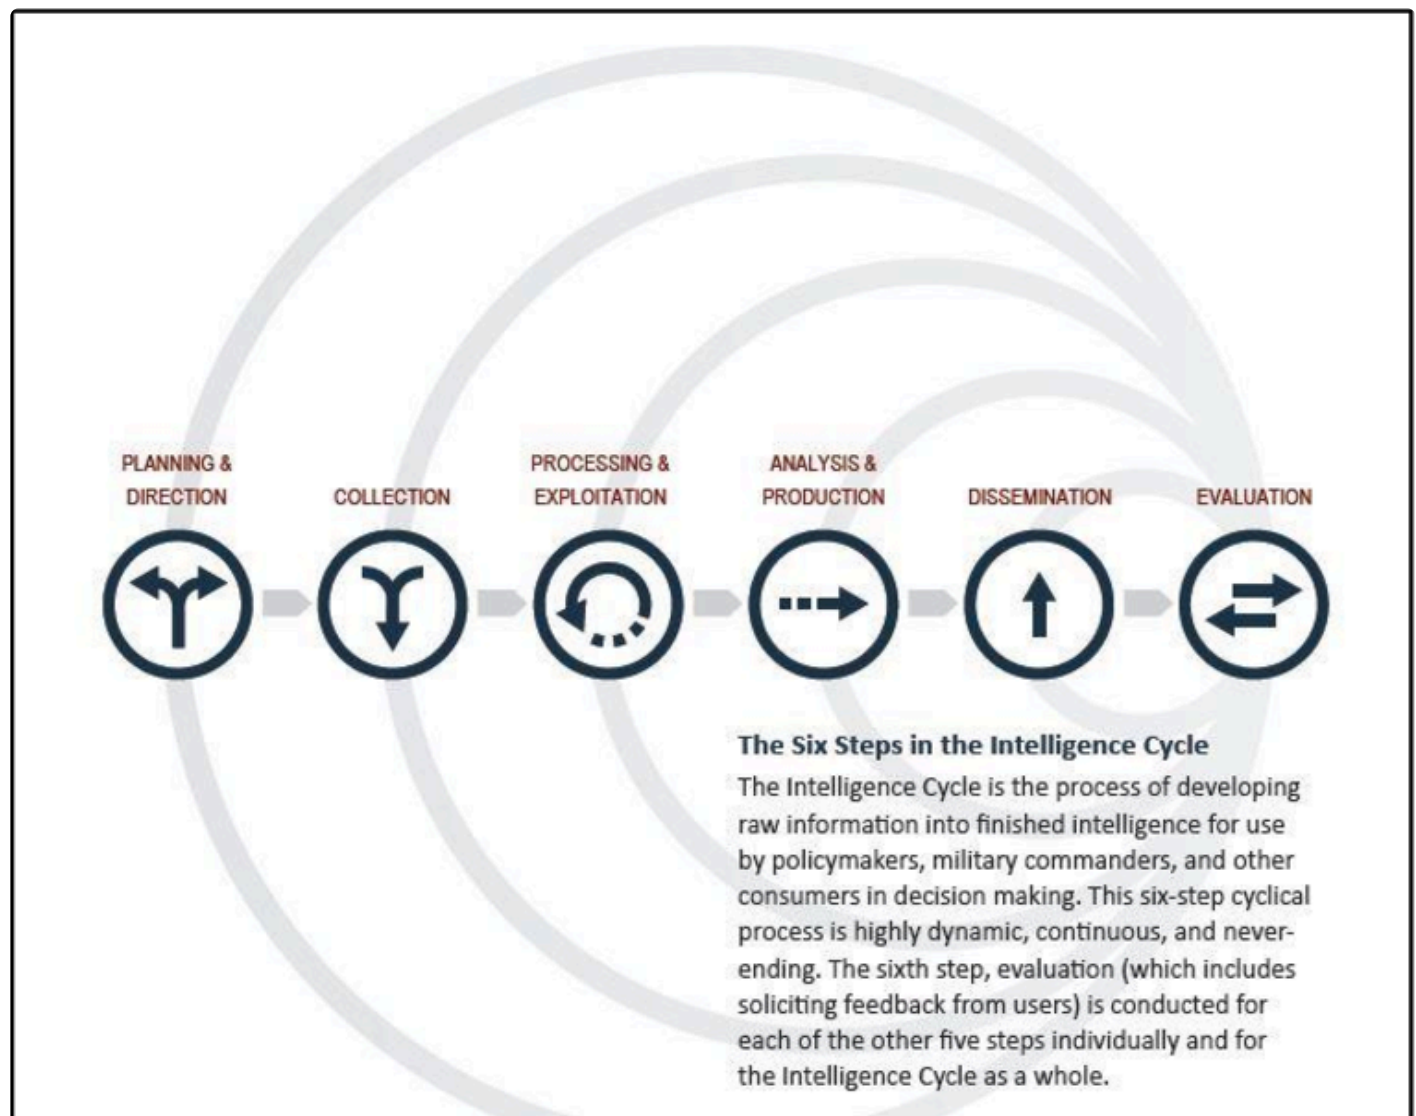 PLANNING &
DIRECTION
COLLECTION
PROCESSING &
EXPLOITATION
ANALYSIS &
PRODUCTION
DISSEMINATION
EVALUATION
The Six Steps in the Intelligence Cycle
The Intelligence Cycle is the process of developing
raw information into finished intelligence for use
by policymakers, military commanders, and other
consumers in decision making. This six-step cyclical
process is highly dynamic, continuous, and never-
ending. The sixth step, evaluation (which includes
soliciting feedback from users) is conducted for
each of the other five steps individually and for
the Intelligence Cycle as a whole.